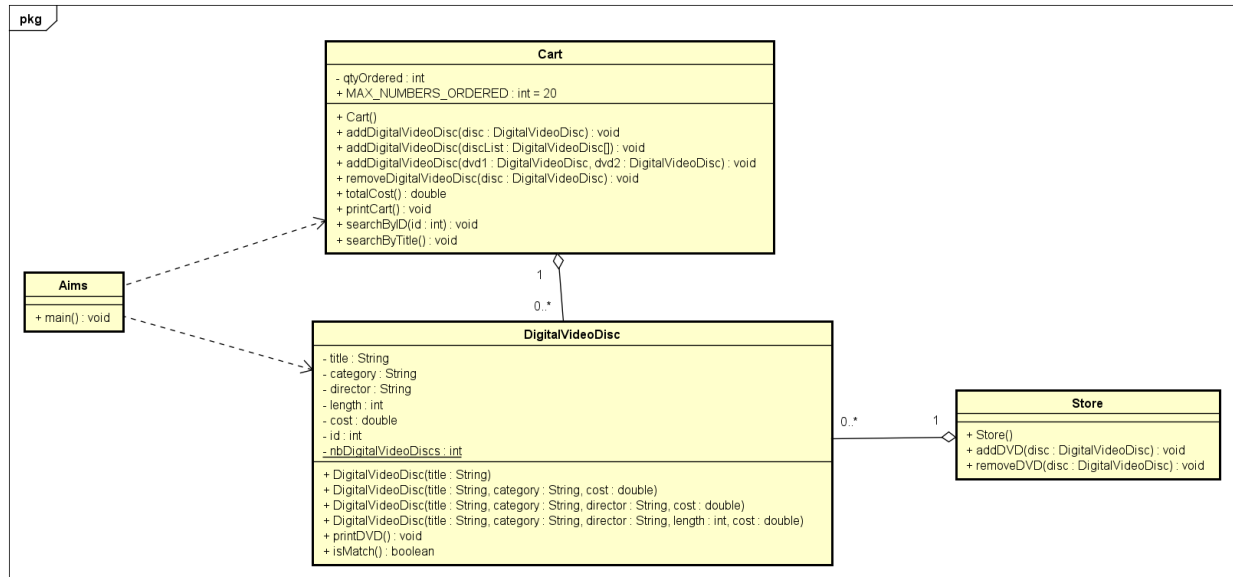 pkg
Cart
- qtyOrdered : int
+ MAX_NUMBERS_ORDERED : int = 20
+ Cart()
+ addDigitalVideoDisc(disc : DigitalVideoDisc) : void
+ addDigitalVideoDisc(discList : DigitalVideoDisc[]) : void
+ addDigitalVideoDisc(dvd1 : DigitalVideoDisc, dvd2 : DigitalVideoDisc) : void
+ removeDigitalVideoDisc(disc : DigitalVideoDisc) : void
+ totalCost() : double
+ printCart() : void
+ searchByID(id : int) : void
+ searchByTitle() : void
1
0..*
Aims
+ main() : void
DigitalVideoDisc
- title : String
- category : String
- director : String
- length : int
- cost : double
- id : int
- nbDigitalVideoDiscs : int
+ DigitalVideoDisc(title : String)
+ DigitalVideoDisc(title : String, category : String, cost : double)
+ DigitalVideoDisc(title : String, category : String, director : String, cost : double)
+ DigitalVideoDisc(title : String, category : String, director : String, length : int, cost : double)
+ printDVD() : void
+ isMatch() : boolean
0..*
1
Store
+ Store()
+ addDVD(disc : DigitalVideoDisc) : void
+ removeDVD(disc : DigitalVideoDisc) : void